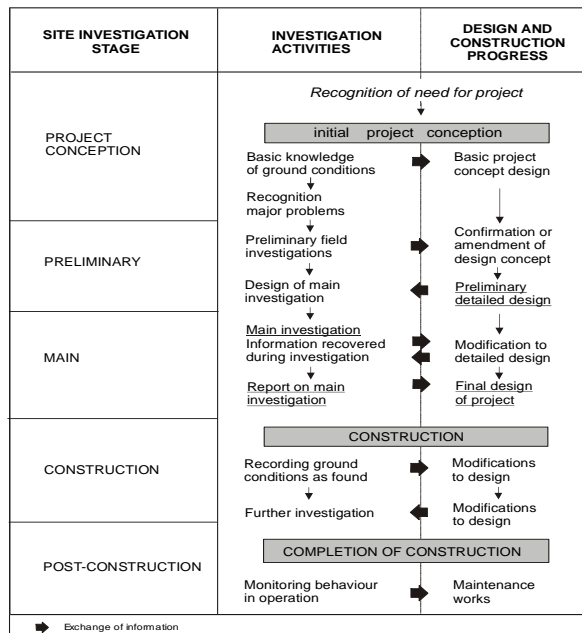 SITE INVESTIGATION
STAGE
INVESTIGATION
ACTIVITIES
DESIGN AND
CONSTRUCTION
PROGRESS
Recognition of need for project
initial project conception
PROJECT
CONCEPTION
Basic knowledge
of ground conditions
Basic project
concept design
Recognition
major problems
PRELIMINARY
Preliminary field
investigations
Confirmation or
amendment of
design concept
Design of main
investigation
Preliminary
detailed design
MAIN
Main investigation
Information recovered
during investigation
Modification to
detailed design
Report on main
investigation
Final design
of project
CONSTRUCTION
CONSTRUCTION
Recording ground
conditions as found
Modifications
to design
Further investigation
Modifications
to design
POST-CONSTRUCTION
COMPLETION OF CONSTRUCTION
Monitoring behaviour
in operation
Maintenance
works
Exchange of information